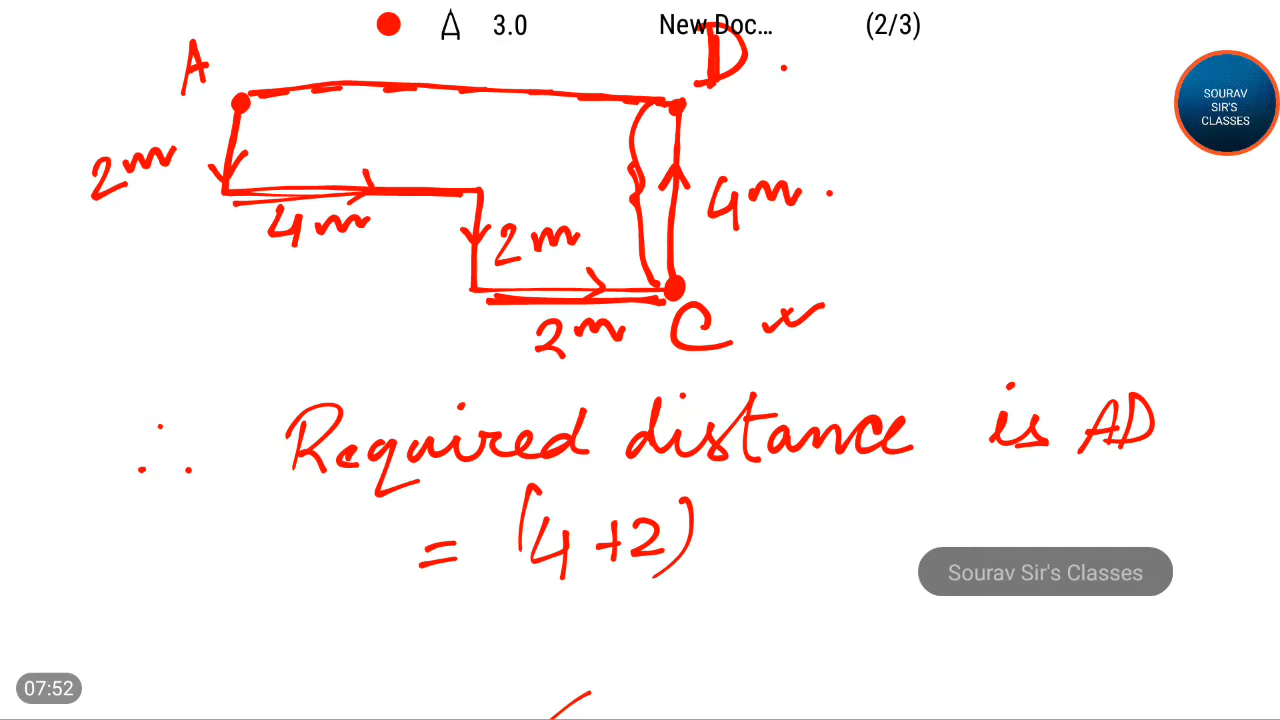 3.0 New Doc... (2/3)
A
D.
SOURAV
SIR'S
CLASSES
2m
4m.
4m
2m
2m
C
∴ Required distance is AD
= (4+2)
Sourav Sir's Classes
07:52